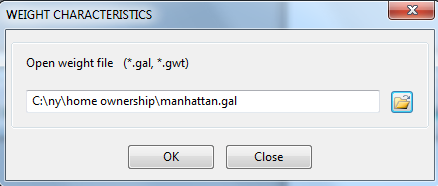 WEIGHT CHARACTERISTICS
Open weight file (*.gal, *.gwt)
C:\ny\home ownership\manhattan.gal
OK Close